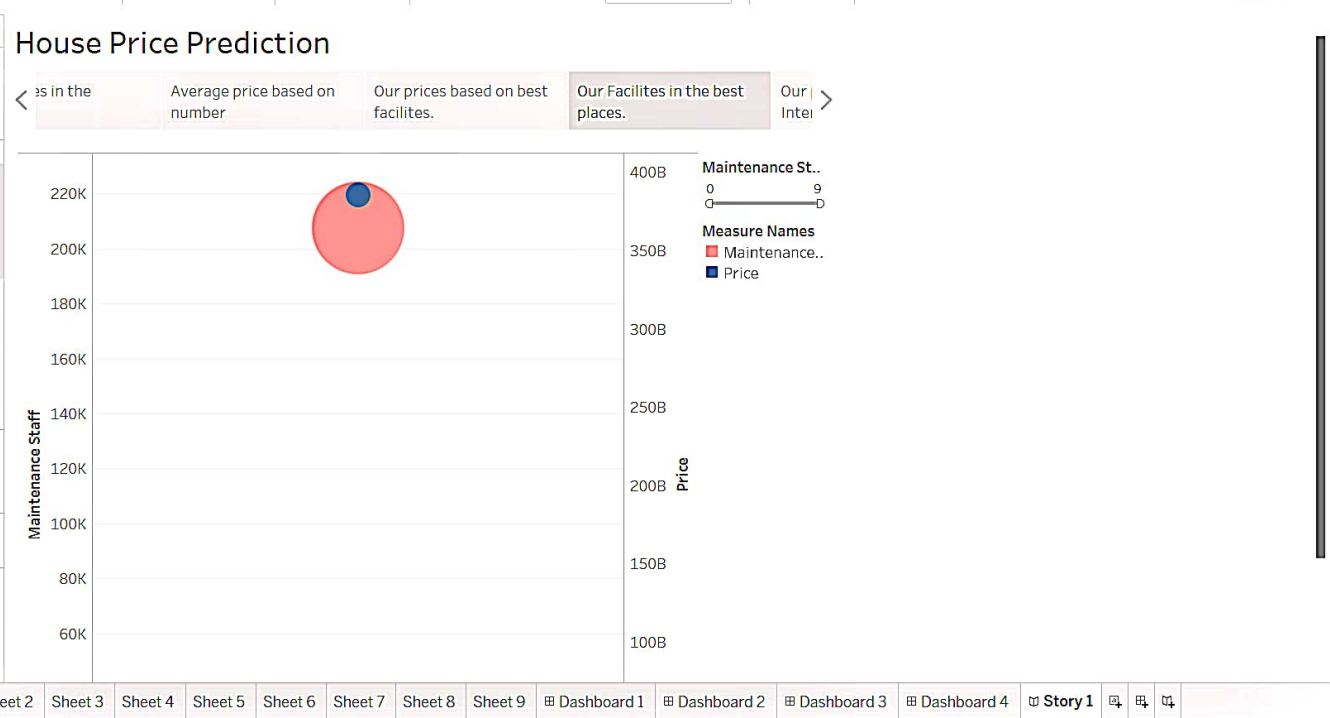 House Price Prediction
es in the
Average price based on
number
Our prices based on best
facilites.
Our Facilites in the best
places.
Our
Inte
220K
200K
180K
160K
140K
120K
100K
80K
60K
Maintenance Staff
400B
350B
300B
250B
200B
150B
100B
Price
Maintenance St..
0 9
Measure Names
Maintenance..
Price
eet 2 Sheet 3 Sheet 4 Sheet 5 Sheet 6 Sheet 7 Sheet 8 Sheet 9 Dashboard 1 Dashboard 2 Dashboard 3 Dashboard 4 Story 1